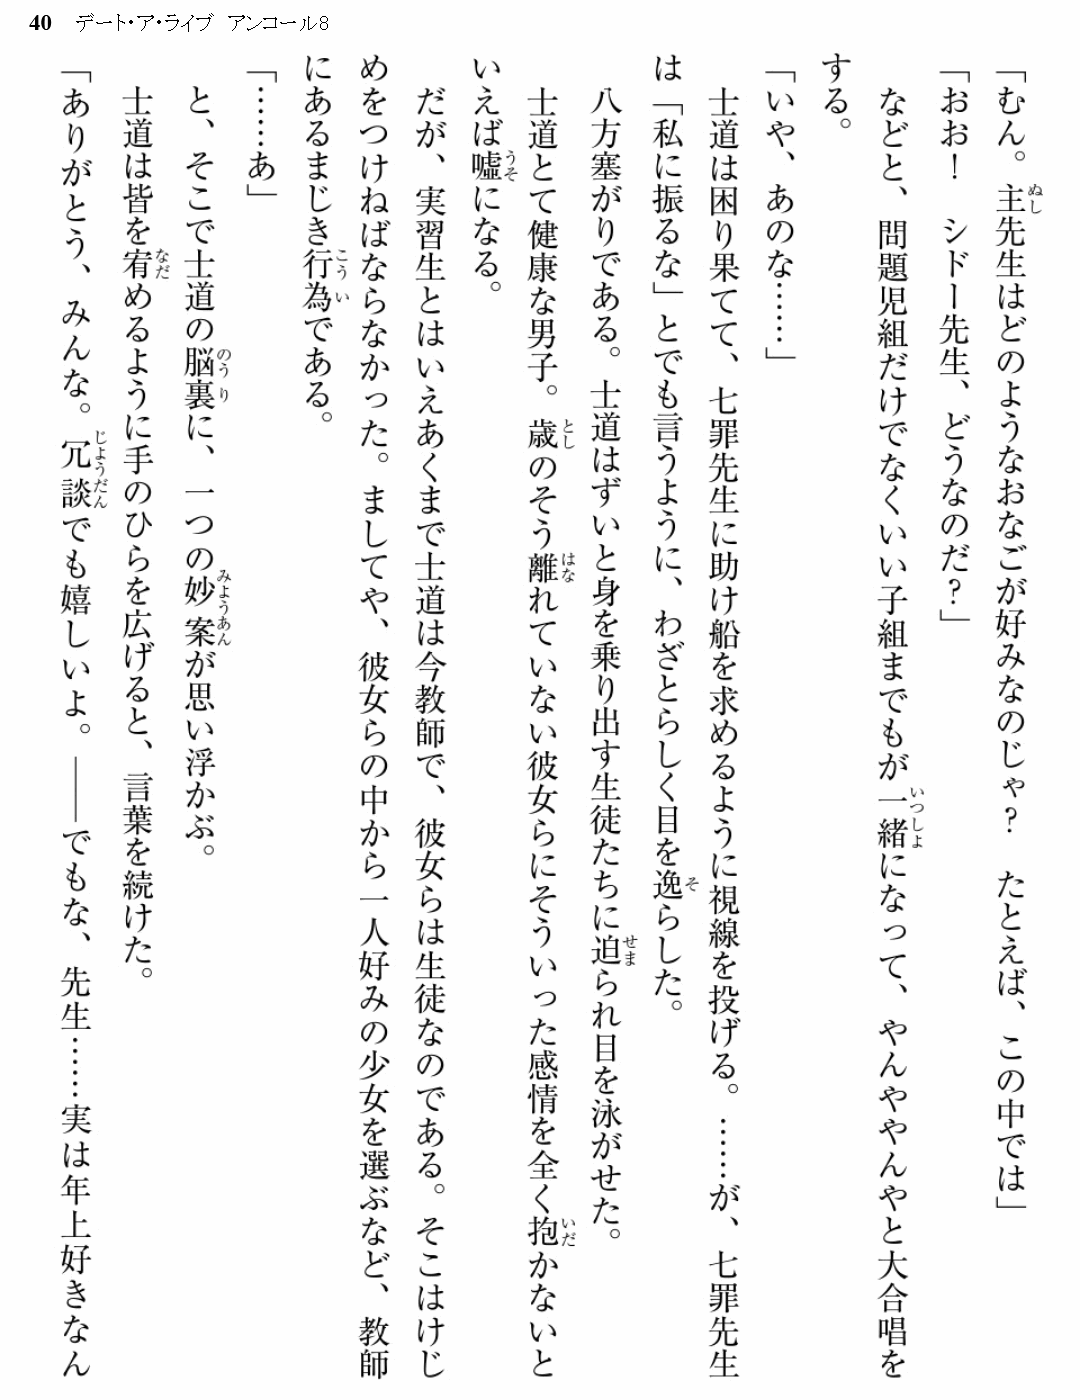 40 デート・ア・ライブ アンコール8
「むん。主先生はどのようなおなごが好みなのじゃ? たとえば、この中では」
「おお! シドー先生、どうなのだ?」
などと、問題児組だけでなくいい子組までもが一緒になって、やんややんやと大合唱を
する。
「いや、あのな……」
士道は困り果てて、七罪先生に助け船を求めるように視線を投げる。……が、七罪先生
は「私に振るな」とでも言うように、わざとらしく目を逸らした。
八方塞がりである。士道はずいと身を乗り出す生徒たちに迫られ目を泳がせた。
士道とて健康な男子。歳のそう離れていない彼女らにそういった感情を全く抱かないと
いえば嘘になる。
だが、実習生とはいえあくまで士道は今教師で、彼女らは生徒なのである。そこはけじ
めをつけねばならなかった。ましてや、彼女らの中から一人好みの少女を選ぶなど、教師
にあるまじき行為である。
「……あ」
と、そこで士道の脳裏に、一つの妙案が思い浮かぶ。
士道は皆を宥めるように手のひらを広げると、言葉を続けた。
「ありがとう、みんな。冗談でも嬉しいよ。――でもな、先生……実は年上好きなん